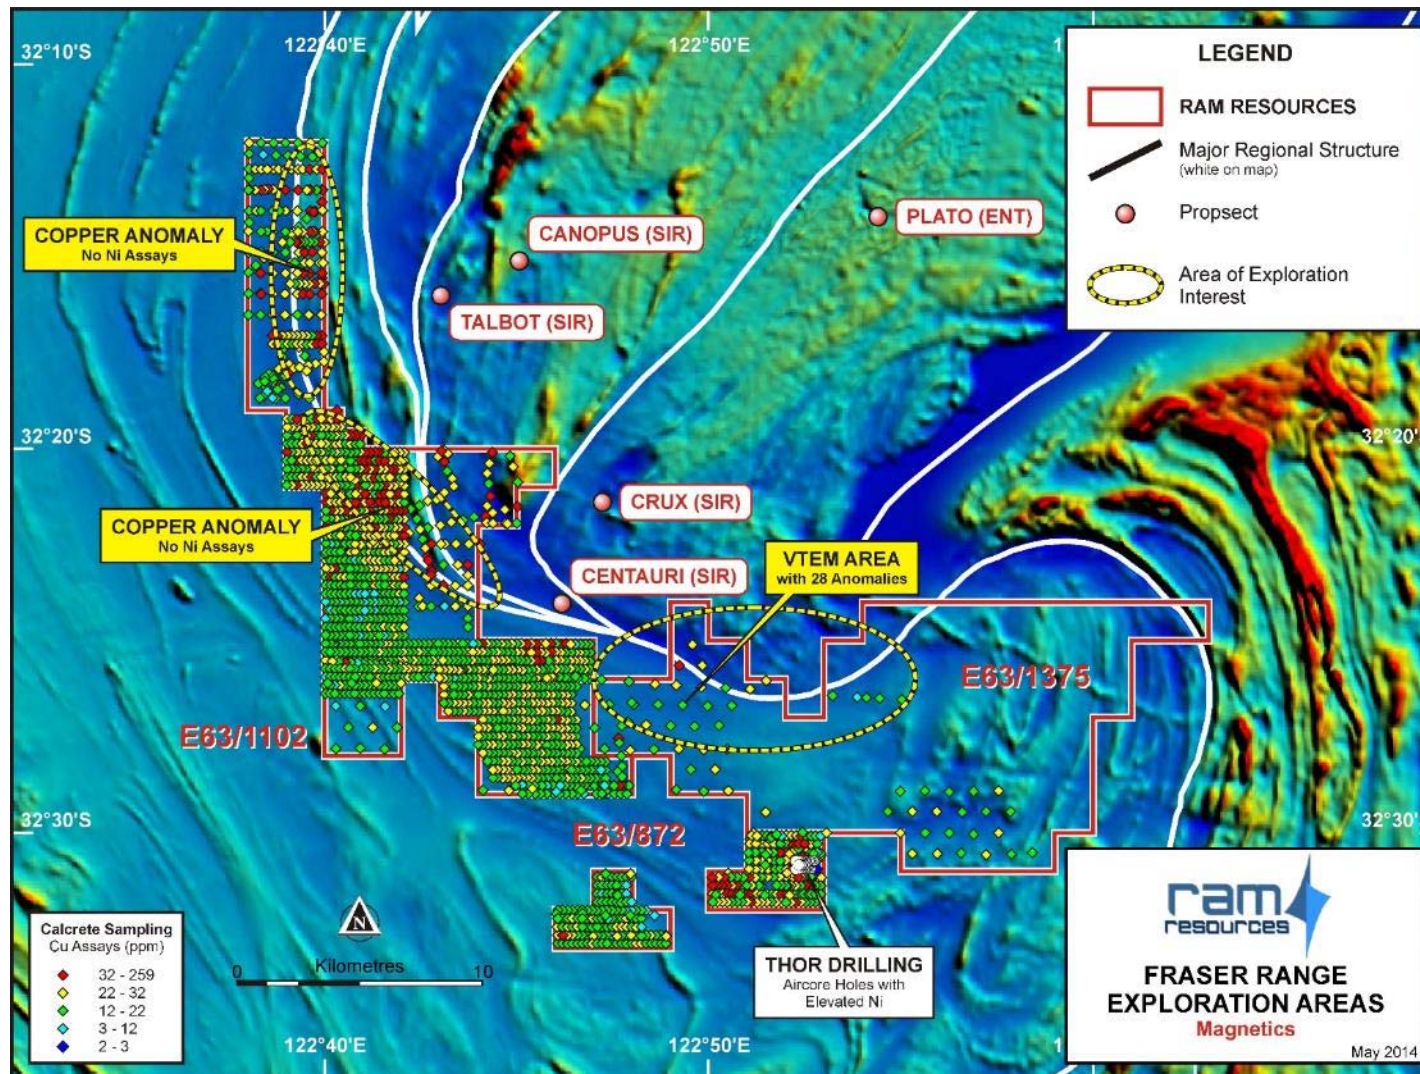 32°10'S
122°40'E
122°50'E
1
LEGEND
RAM RESOURCES
Major Regional Structure
(white on map)
Propsect
Area of Exploration
Interest
COPPER ANOMALY
No Ni Assays
CANOPUS (SIR)
PLATO (ENT)
TALBOT (SIR)
32°20'S
32°20'
COPPER ANOMALY
No Ni Assays
CRUX (SIR)
VTEM AREA
with 28 Anomalies
CENTAURI (SIR)
E63/1375
E63/1102
32°30'S
E63/872
32°30'
Calcrete Sampling
Cu Assays (ppm)
32 - 259
22 - 32
12 - 22
3 - 12
2 - 3
N
Kilometres
0
10
THOR DRILLING
Aircore Holes with
Elevated Ni
ram
resources
FRASER RANGE
EXPLORATION AREAS
Magnetics
May 2014
122°40'E
122°50'E
1